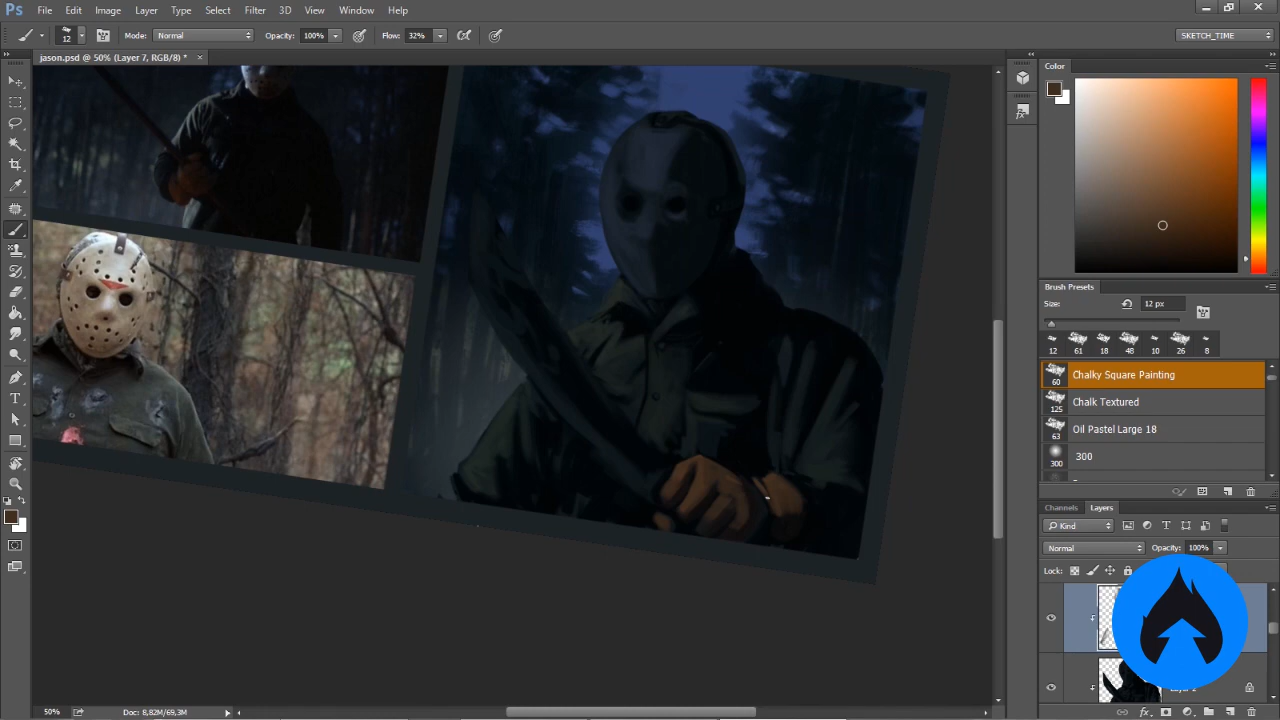 Ps File Edit Image Layer Type Select Filter 3D View Window Help
12 Mode: Normal Opacity: 100% Flow: 32% SKETCH_TIME
jason.psd @ 50% (Layer 7, RGB/8) *
Color
Brush Presets
Size: 12 px
12 61 18 48 10 26 8
60 Chalky Square Painting
125 Chalk Textured
63 Oil Pastel Large 18
300 300
Channels Layers
Kind
Normal Opacity: 100%
Lock:
50% Doc: 8,82M/69,3M